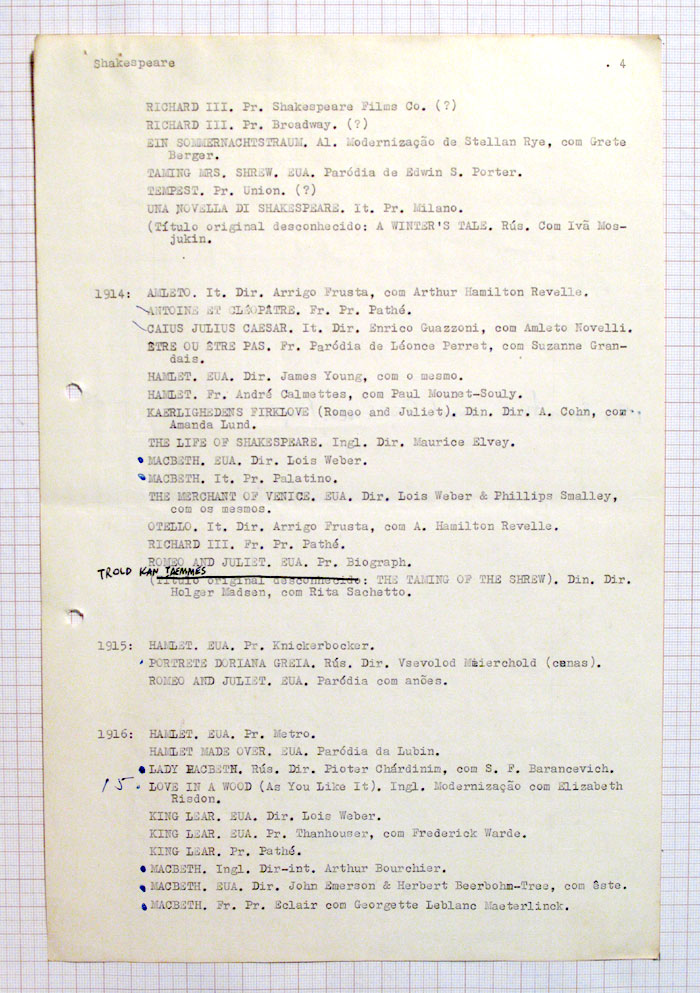 Shakespeare . 4
RICHARD III. Pr. Shakespeare Films Co. (?)
RICHARD III. Pr. Broadway. (?)
EIN SOMMERNACHTSTRAUM. Al. Modernização de Stellan Rye, com Grete
Berger.
TAMING MRS. SHREW. EUA. Paródia de Edwin S. Porter.
TEMPEST. Pr. Union. (?)
UNA NOVELLA DI SHAKESPEARE. It. Pr. Milano.
(Título original desconhecido: A WINTER'S TALE. Rús. Com Ivã Mos-
jukin.
1914: AMLETO. It. Dir. Arrigo Frusta, com Arthur Hamilton Revelle.
ANTOINE ET CLÉOPÂTRE. Fr. Pr. Pathé.
CAIUS JULIUS CAESAR. It. Dir. Enrico Guazzoni, com Amleto Novelli.
ÊTRE OU ÊTRE PAS. Fr. Paródia de Léonce Perret, com Suzanne Gran-
dais.
HAMLET. EUA. Dir. James Young, com o mesmo.
HAMLET. Fr. André Calmettes, com Paul Mounet-Souly.
KAERLIGHEDENS FIRKLOVE (Romeo and Juliet). Din. Dir. A. Cohn, com
Amanda Lund.
THE LIFE OF SHAKESPEARE. Ingl. Dir. Maurice Elvey.
MACBETH. EUA. Dir. Lois Weber.
MACBETH. It. Pr. Palatino.
THE MERCHANT OF VENICE. EUA. Dir. Lois Weber & Phillips Smalley,
com os mesmos.
OTELLO. It. Dir. Arrigo Frusta, com A. Hamilton Revelle.
RICHARD III. Fr. Pr. Pathé.
ROMEO AND JULIET. EUA. Pr. Biograph.
TROLD KAN TAEMMES
(Título original desconhecido: THE TAMING OF THE SHREW). Din. Dir.
Holger Madsen, com Rita Sachetto.
1915: HAMLET. EUA. Pr. Knickerbocker.
PORTRETE DORIANA GREIA. Rús. Dir. Vsevolod Meierchold (cenas).
ROMEO AND JULIET. EUA. Paródia com anões.
1916: HAMLET. EUA. Pr. Metro.
HAMLET MADE OVER. EUA. Paródia da Lubin.
LADY MACBETH. Rús. Dir. Pioter Chárdinim, com S. F. Barancevich.
15. LOVE IN A WOOD (As You Like It). Ingl. Modernização com Elizabeth
Risdon.
KING LEAR. EUA. Dir. Lois Weber.
KING LEAR. EUA. Pr. Thanhouser, com Frederick Warde.
KING LEAR. Pr. Pathé.
MACBETH. Ingl. Dir-int. Arthur Bourchier.
MACBETH. EUA. Dir. John Emerson & Herbert Beerbohm-Tree, com êste.
MACBETH. Fr. Pr. Eclair com Georgette Leblanc Maeterlinck.